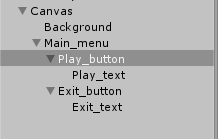 Canvas
Background
Main_menu
Play_button
Play_text
Exit_button
Exit_text